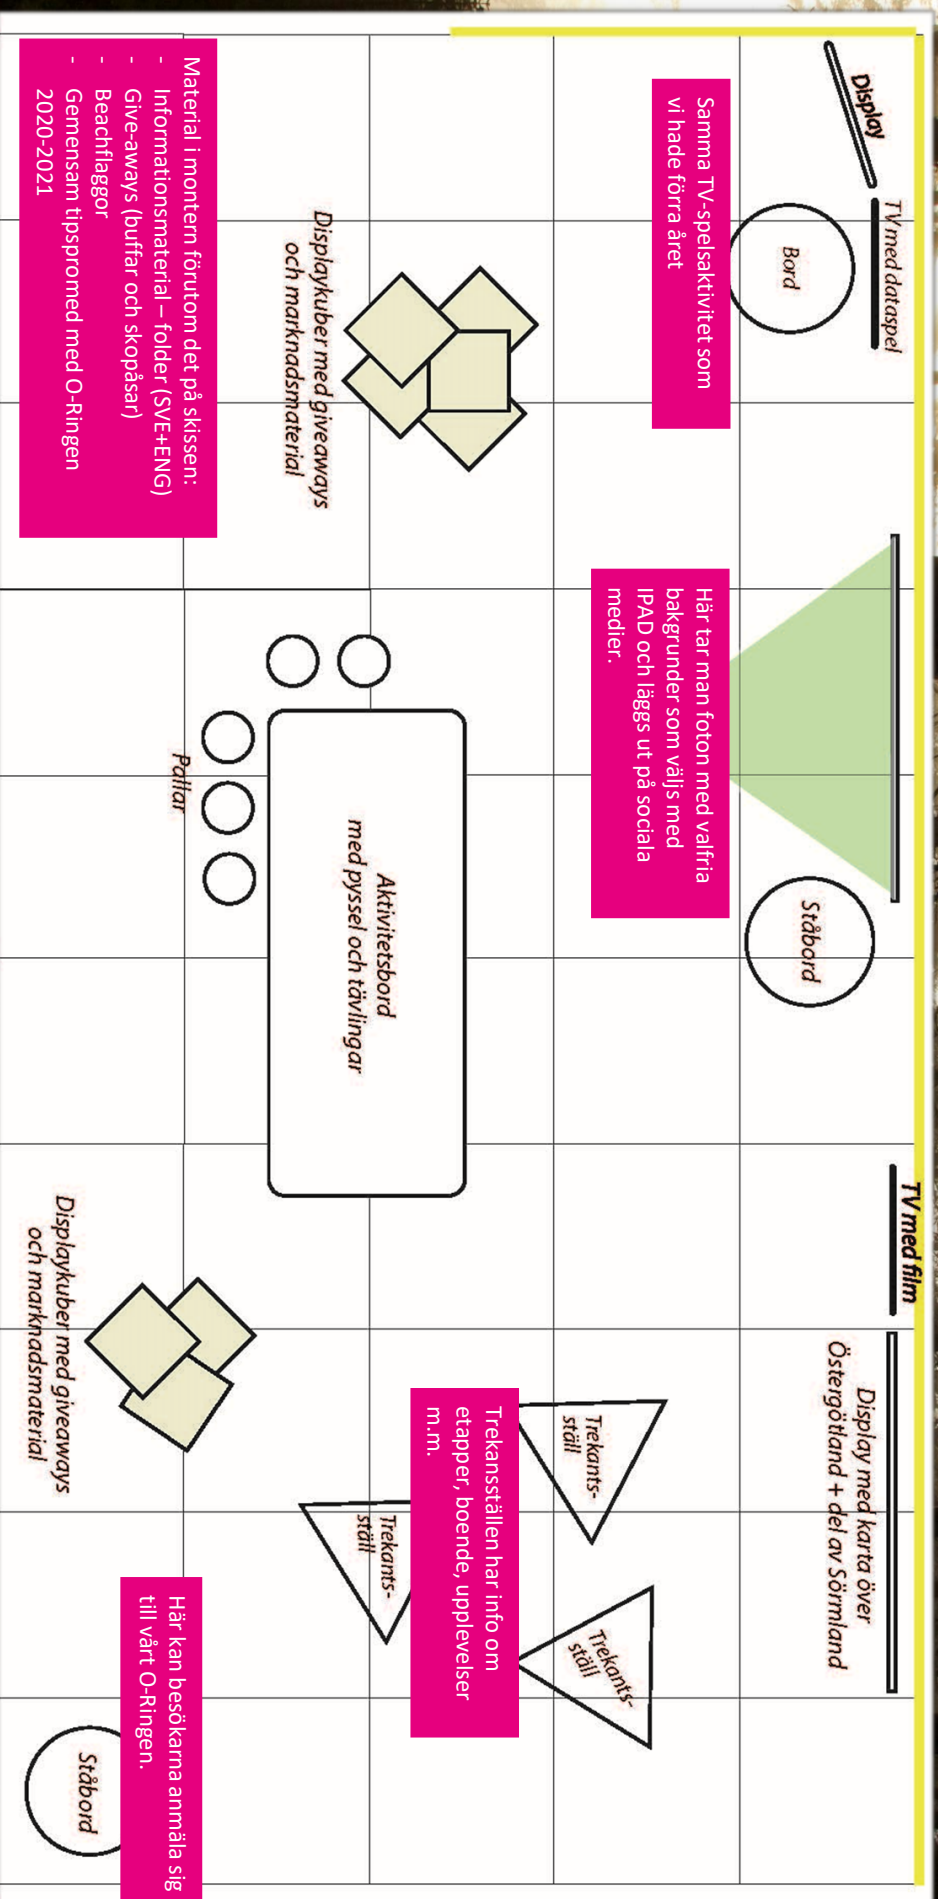 Display
TV med dataspel
Bord
Samma TV-spelsaktivitet som
vi hade förra året
Displaykuber med giveaways
och marknadsmaterial
Material i montern förutom det på skissen:
- Informationsmaterial – folder (SVE+ENG)
- Give-aways (buffar och skopåsar)
- Beachflaggor
- Gemensam tipspromed med O-Ringen
2020-2021
Här tar man foton med valfria
bakgrunder som väljs med
IPAD och läggs ut på sociala
medier.
Ståbord
Aktivitetsbord
med pyssel och tävlingar
Pallar
TV med film
Display med karta över
Östergötland + del av Sörmland
Trekants-
ställ
Trekants-
ställ
Trekants-
ställ
Trekansställen har info om
etapper, boende, upplevelser
m.m.
Displaykuber med giveaways
och marknadsmaterial
Här kan besökarna anmäla sig
till vårt O-Ringen.
Ståbord